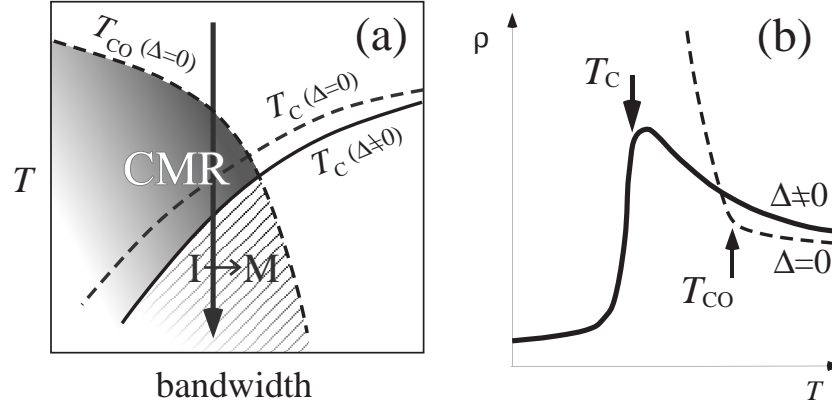 (a)
T_CO (Δ=0)
T_C (Δ=0)
T_C (Δ≠0)
CMR
T
I→M
bandwidth
(b)
ρ
T_C
Δ≠0
Δ=0
T_CO
T